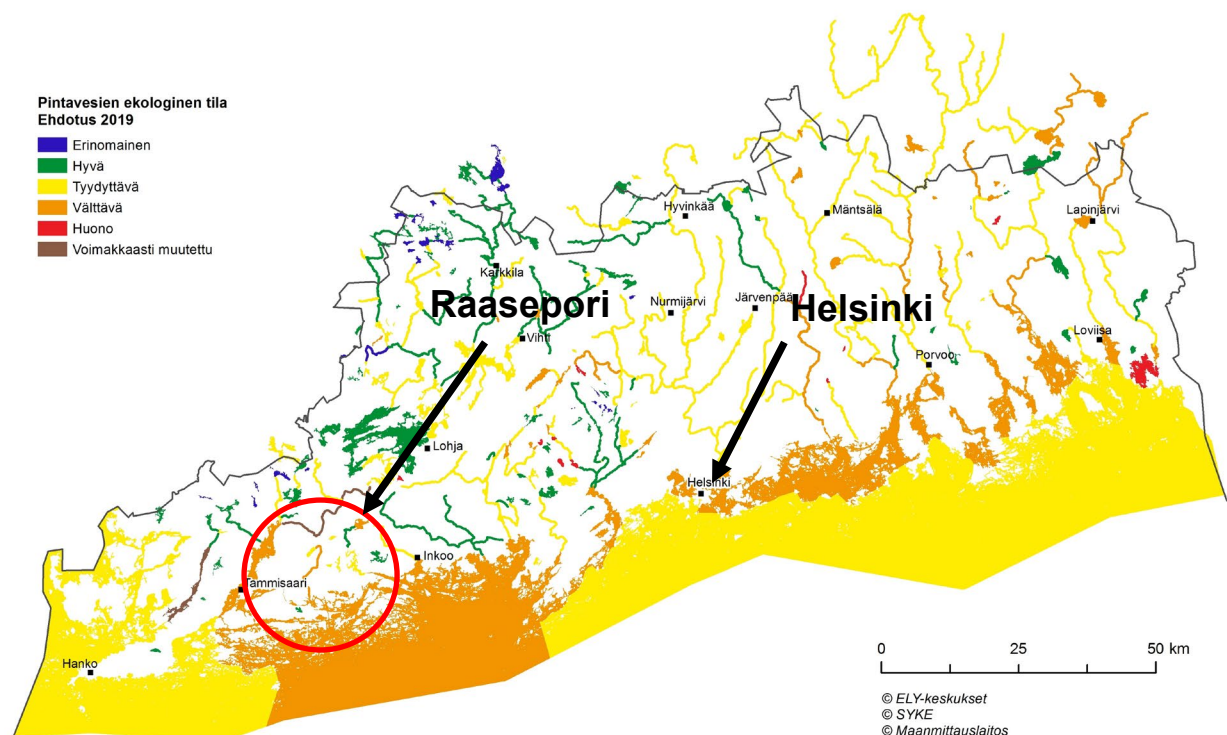 Pintavesien ekologinen tila
Ehdotus 2019
Erinomainen
Hyvä
Tyydyttävä
Välttävä
Huono
Voimakkaasti muutettu
Hyvinkää
Mäntsälä
Lapinjärvi
Karkkila
Raasepori
Nurmijärvi
Järvenpää
Helsinki
Vihti
Loviisa
Porvoo
Lohja
Helsinki
Inkoo
Tammisaari
Hanko
0 25 50 km
© ELY-keskukset
© SYKE
© Maanmittauslaitos